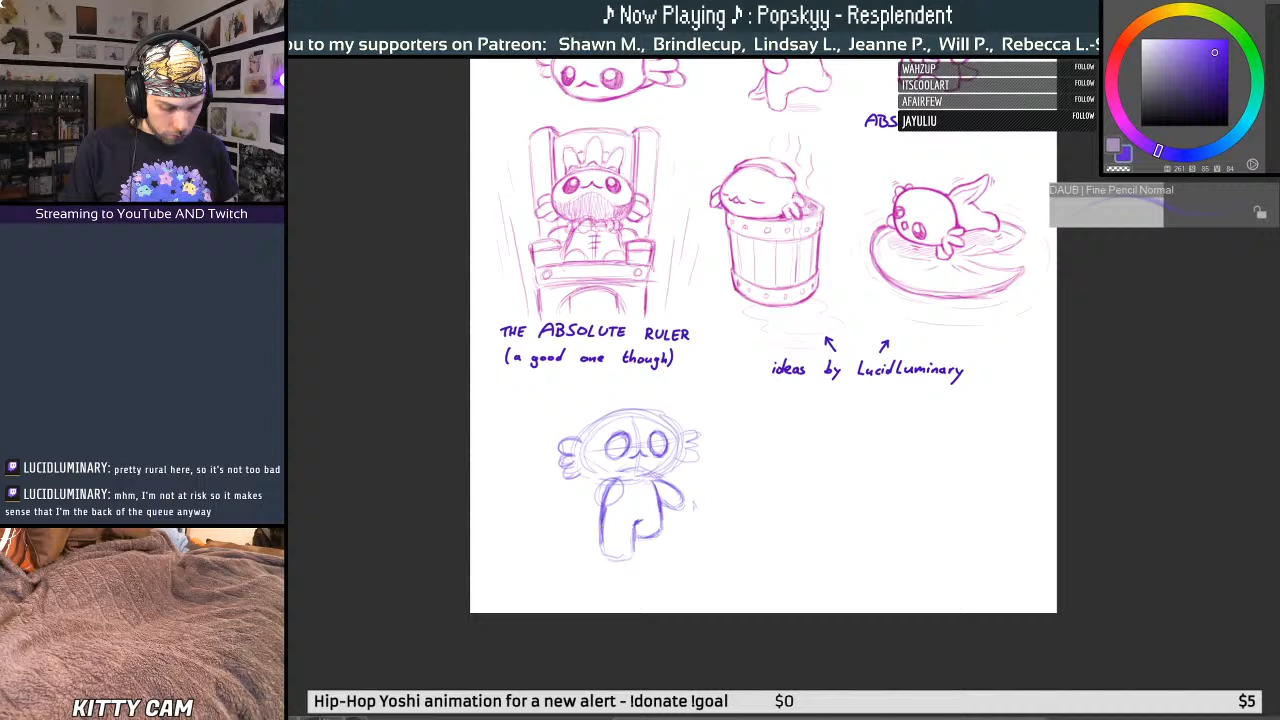 ♪ Now Playing ♪ : Popskyy - Resplendent
ou to my supporters on Patreon: Shawn M., Brindlecup, Lindsay L., Jeanne P., Will P., Rebecca L.-S
WAHZUP FOLLOW
ITSCOOLART FOLLOW
AFAIRFEW FOLLOW
JAYULIU FOLLOW
ABS
H 261 S 85 V 84
DAUB | Fine Pencil Normal
Streaming to YouTube AND Twitch
THE ABSOLUTE RULER
(a good one though)
ideas by LucidLuminary
LUCIDLUMINARY: pretty rural here, so it's not too bad
LUCIDLUMINARY: mhm, I'm not at risk so it makes
sense that I'm the back of the queue anyway
KITTY CAM
Hip-Hop Yoshi animation for a new alert - !donate !goal $0 $5